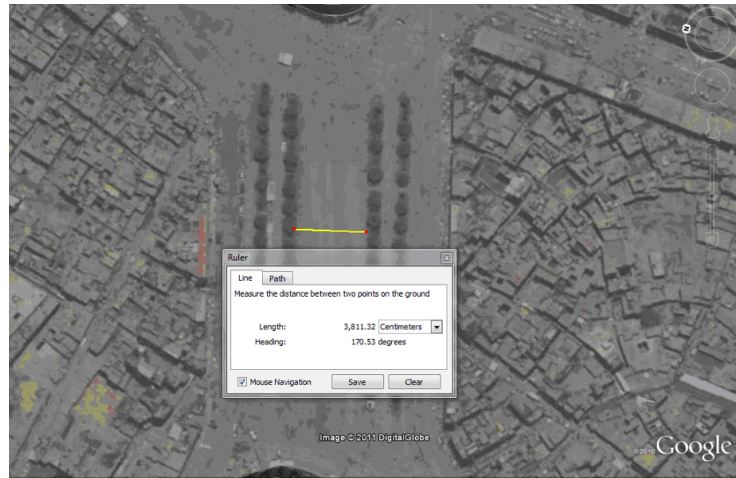 Ruler
Line Path
Measure the distance between two points on the ground
Length: 3,811.32 Centimeters
Heading: 170.53 degrees
Mouse Navigation Save Clear
Image © 2011 DigitalGlobe
©2010 Google